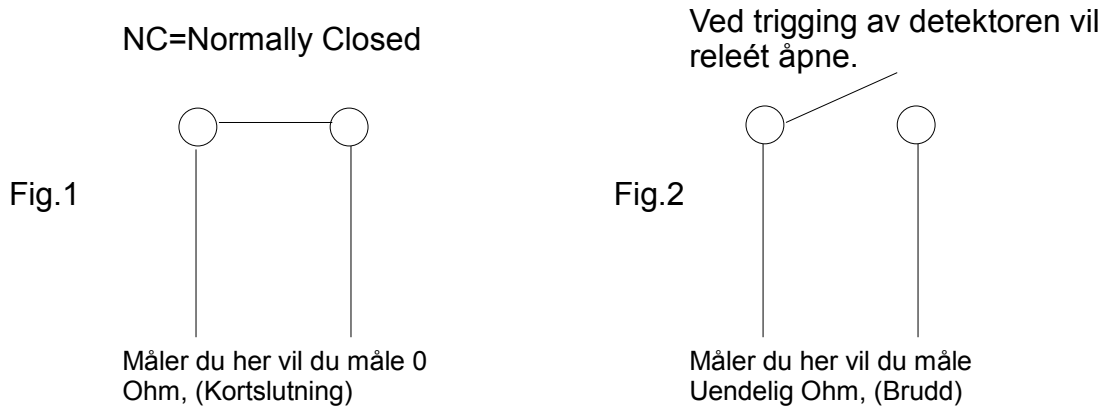 NC=Normally Closed
Fig.1
Måler du her vil du måle 0
Ohm, (Kortslutning)
Ved trigging av detektoren vil
releét åpne.
Fig.2
Måler du her vil du måle
Uendelig Ohm, (Brudd)